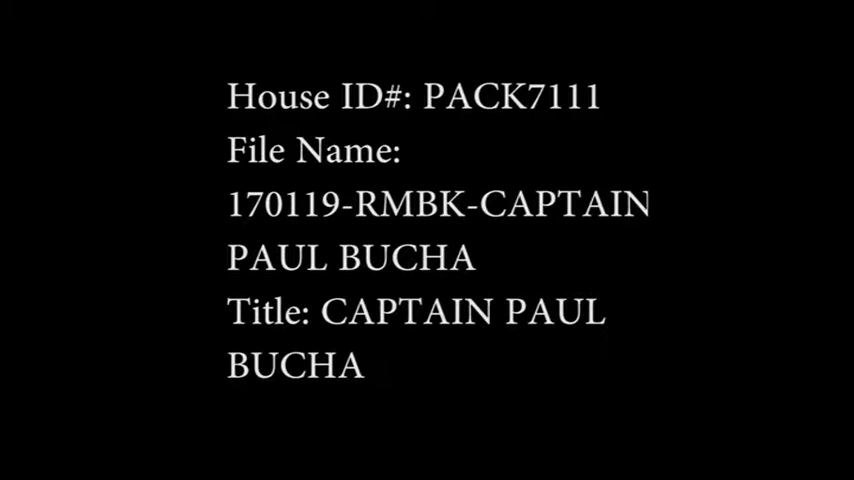 House ID#: PACK7111
File Name:
170119-RMBK-CAPTAIN
PAUL BUCHA
Title: CAPTAIN PAUL
BUCHA